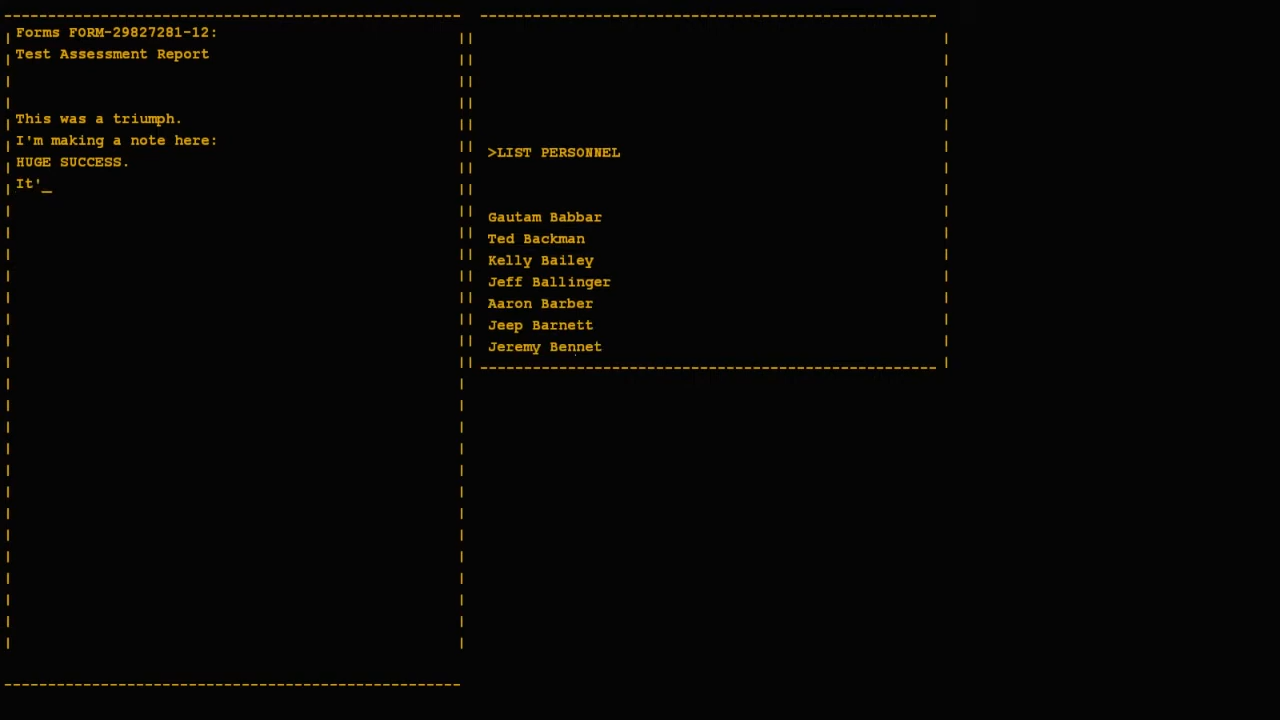 Forms FORM-29827281-12:
Test Assessment Report
This was a triumph.
I'm making a note here:
HUGE SUCCESS.
It'_
>LIST PERSONNEL
Gautam Babbar
Ted Backman
Kelly Bailey
Jeff Ballinger
Aaron Barber
Jeep Barnett
Jeremy Bennet